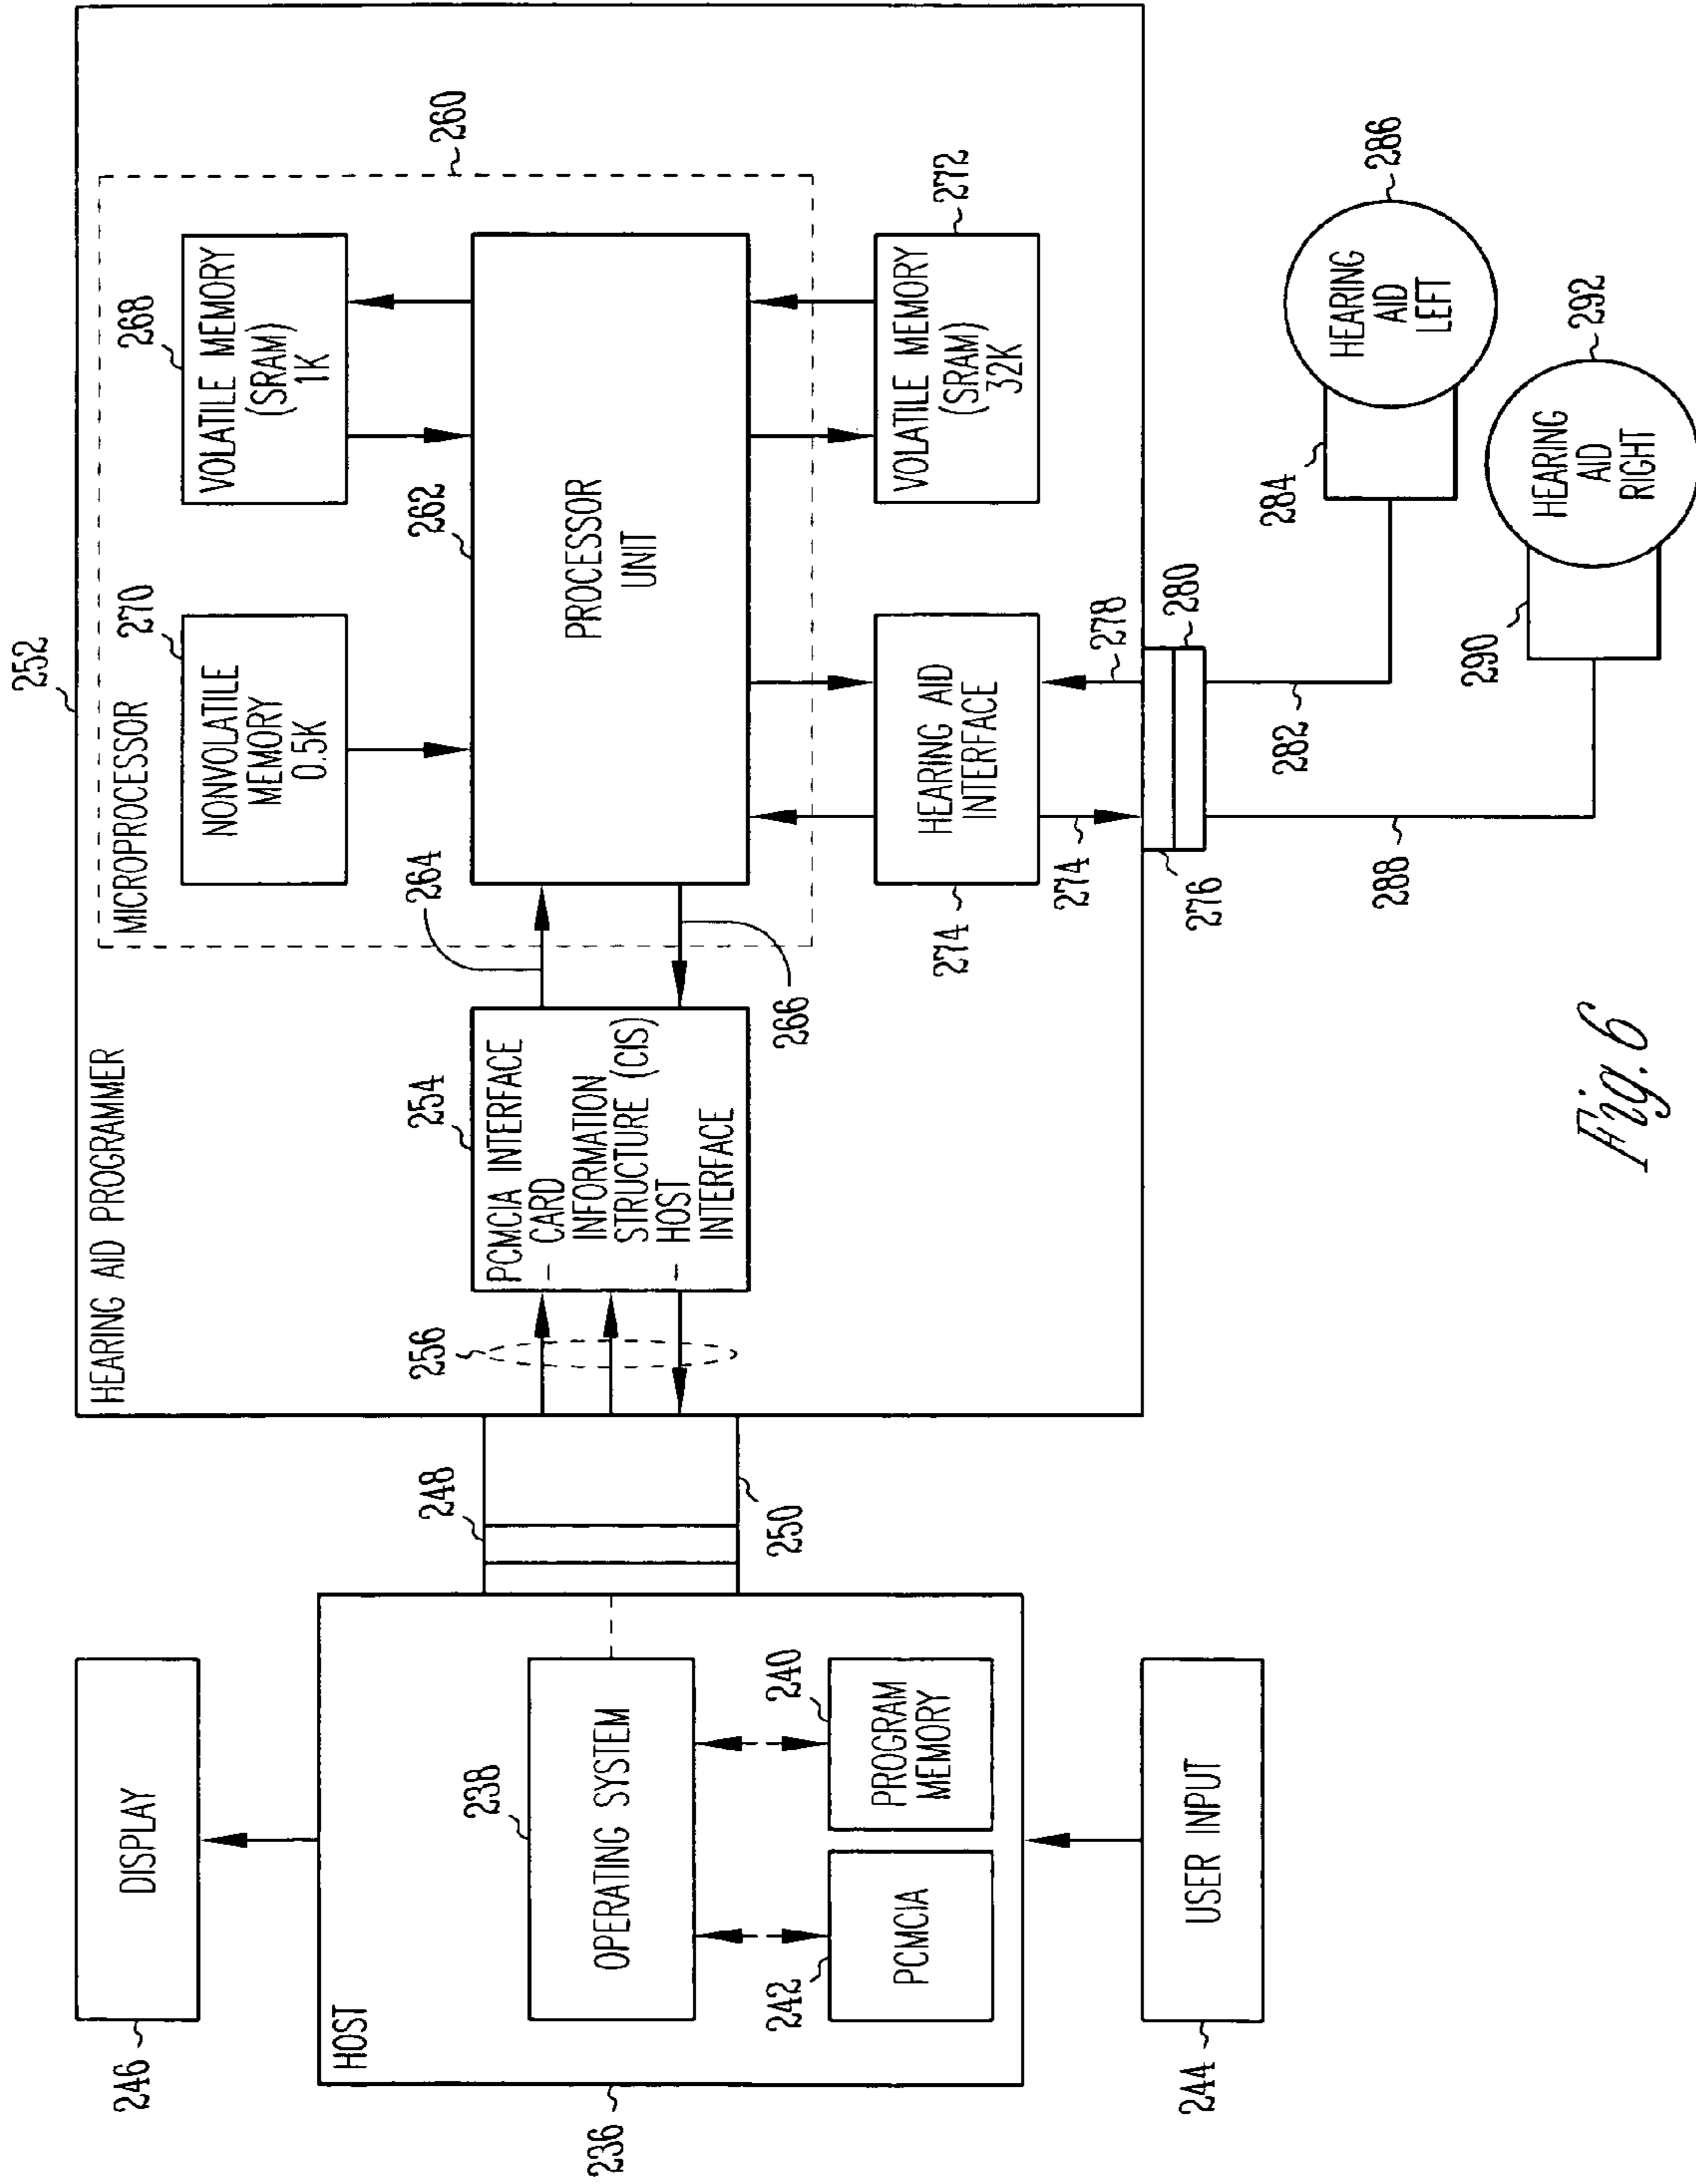 246
DISPLAY
HOST
236
238
OPERATING SYSTEM
242
PCMCIA
240
PROGRAM
MEMORY
244
USER INPUT
248
250
252
HEARING AID PROGRAMMER
256
254
PCMCIA INTERFACE
– CARD
INFORMATION
STRUCTURE (CIS)
– HOST
INTERFACE
264
266
MICROPROCESSOR
260
270
NONVOLATILE
MEMORY
0.5K
268
VOLATILE MEMORY
(SRAM)
1K
262
PROCESSOR
UNIT
274
HEARING AID
INTERFACE
272
VOLATILE MEMORY
(SRAM)
32K
274
278
276
280
282
288
284
HEARING
AID
LEFT
286
290
HEARING
AID
RIGHT
292
Fig. 6